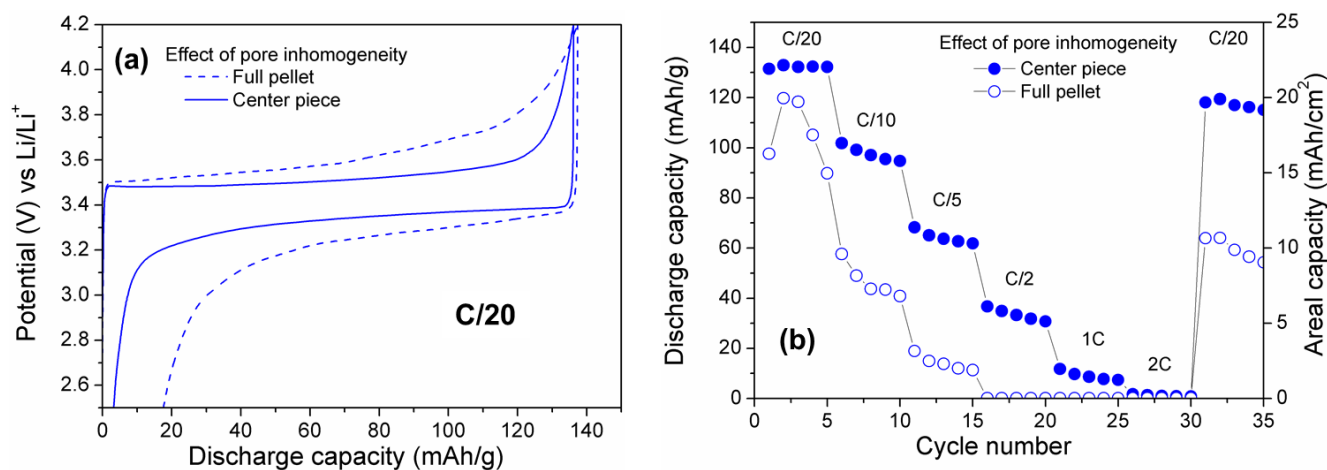 (a)
Effect of pore inhomogeneity
Full pellet
Center piece
C/20
Potential (V) vs Li/Li⁺
4.2
4.0
3.8
3.6
3.4
3.2
3.0
2.8
2.6
0 20 40 60 80 100 120 140
Discharge capacity (mAh/g)
(b)
Effect of pore inhomogeneity
Center piece
Full pellet
C/20
C/10
C/5
C/2
1C
2C
C/20
Discharge capacity (mAh/g)
140
120
100
80
60
40
20
0
0 5 10 15 20 25 30 35
Cycle number
25
20
15
10
5
0
Areal capacity (mAh/cm²)